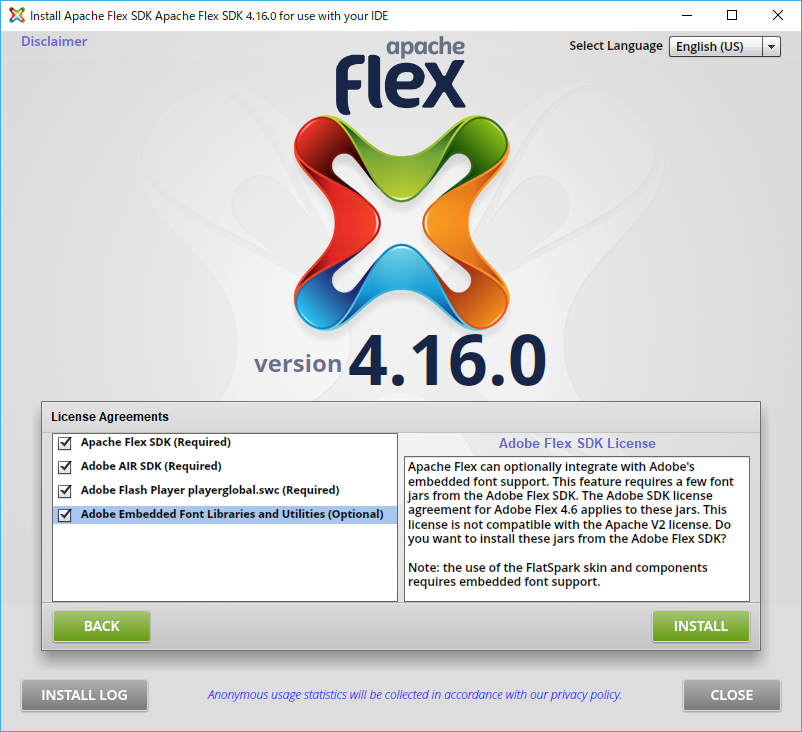 Install Apache Flex SDK Apache Flex SDK 4.16.0 for use with your IDE
Disclaimer
Select Language English (US)
apache
flex
version 4.16.0
License Agreements
Apache Flex SDK (Required)
Adobe AIR SDK (Required)
Adobe Flash Player playerglobal.swc (Required)
Adobe Embedded Font Libraries and Utilities (Optional)
Adobe Flex SDK License
Apache Flex can optionally integrate with Adobe's
embedded font support. This feature requires a few font
jars from the Adobe Flex SDK. The Adobe SDK license
agreement for Adobe Flex 4.6 applies to these jars. This
license is not compatible with the Apache V2 license. Do
you want to install these jars from the Adobe Flex SDK?
Note: the use of the FlatSpark skin and components
requires embedded font support.
BACK
INSTALL
INSTALL LOG
Anonymous usage statistics will be collected in accordance with our privacy policy.
CLOSE